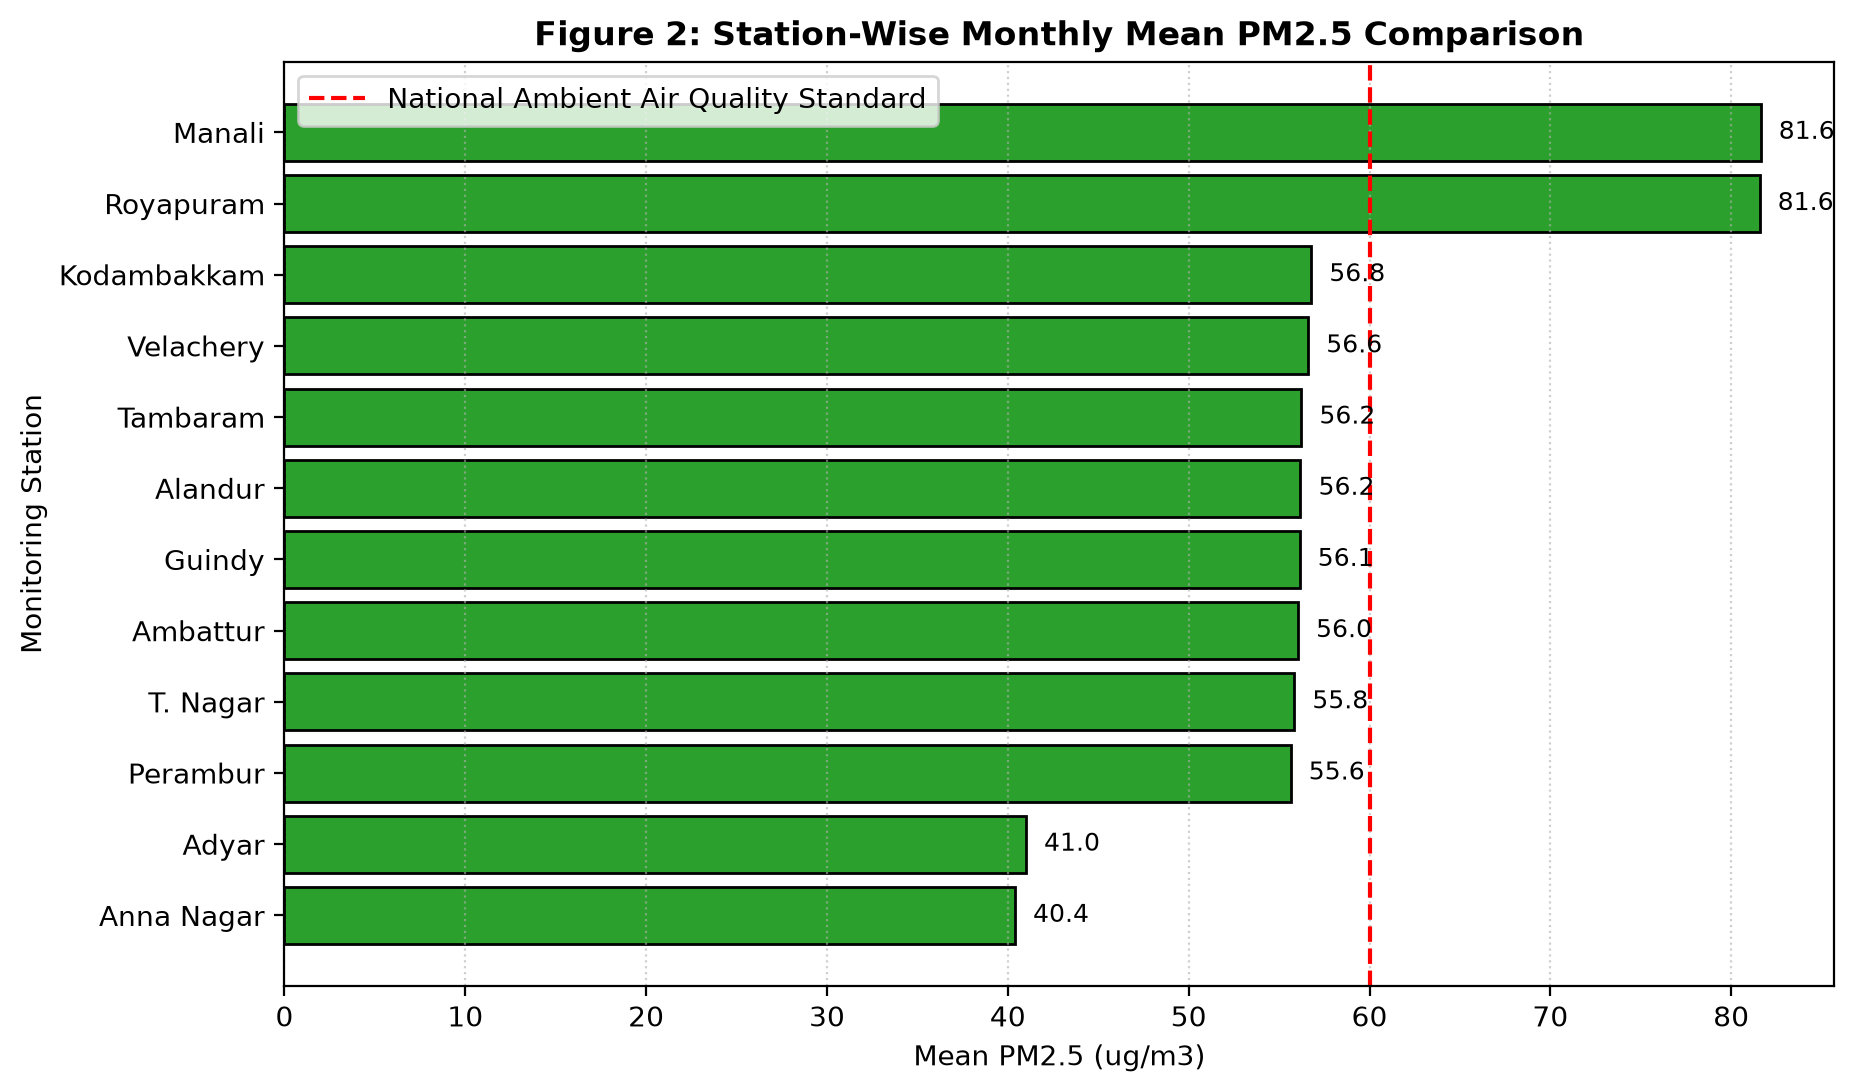 Figure 2: Station-Wise Monthly Mean PM2.5 Comparison
National Ambient Air Quality Standard
Manali 81.6
Royapuram 81.6
Kodambakkam 56.8
Velachery 56.6
Tambaram 56.2
Alandur 56.2
Guindy 56.1
Ambattur 56.0
T. Nagar 55.8
Perambur 55.6
Adyar 41.0
Anna Nagar 40.4
Monitoring Station
0 10 20 30 40 50 60 70 80
Mean PM2.5 (ug/m3)